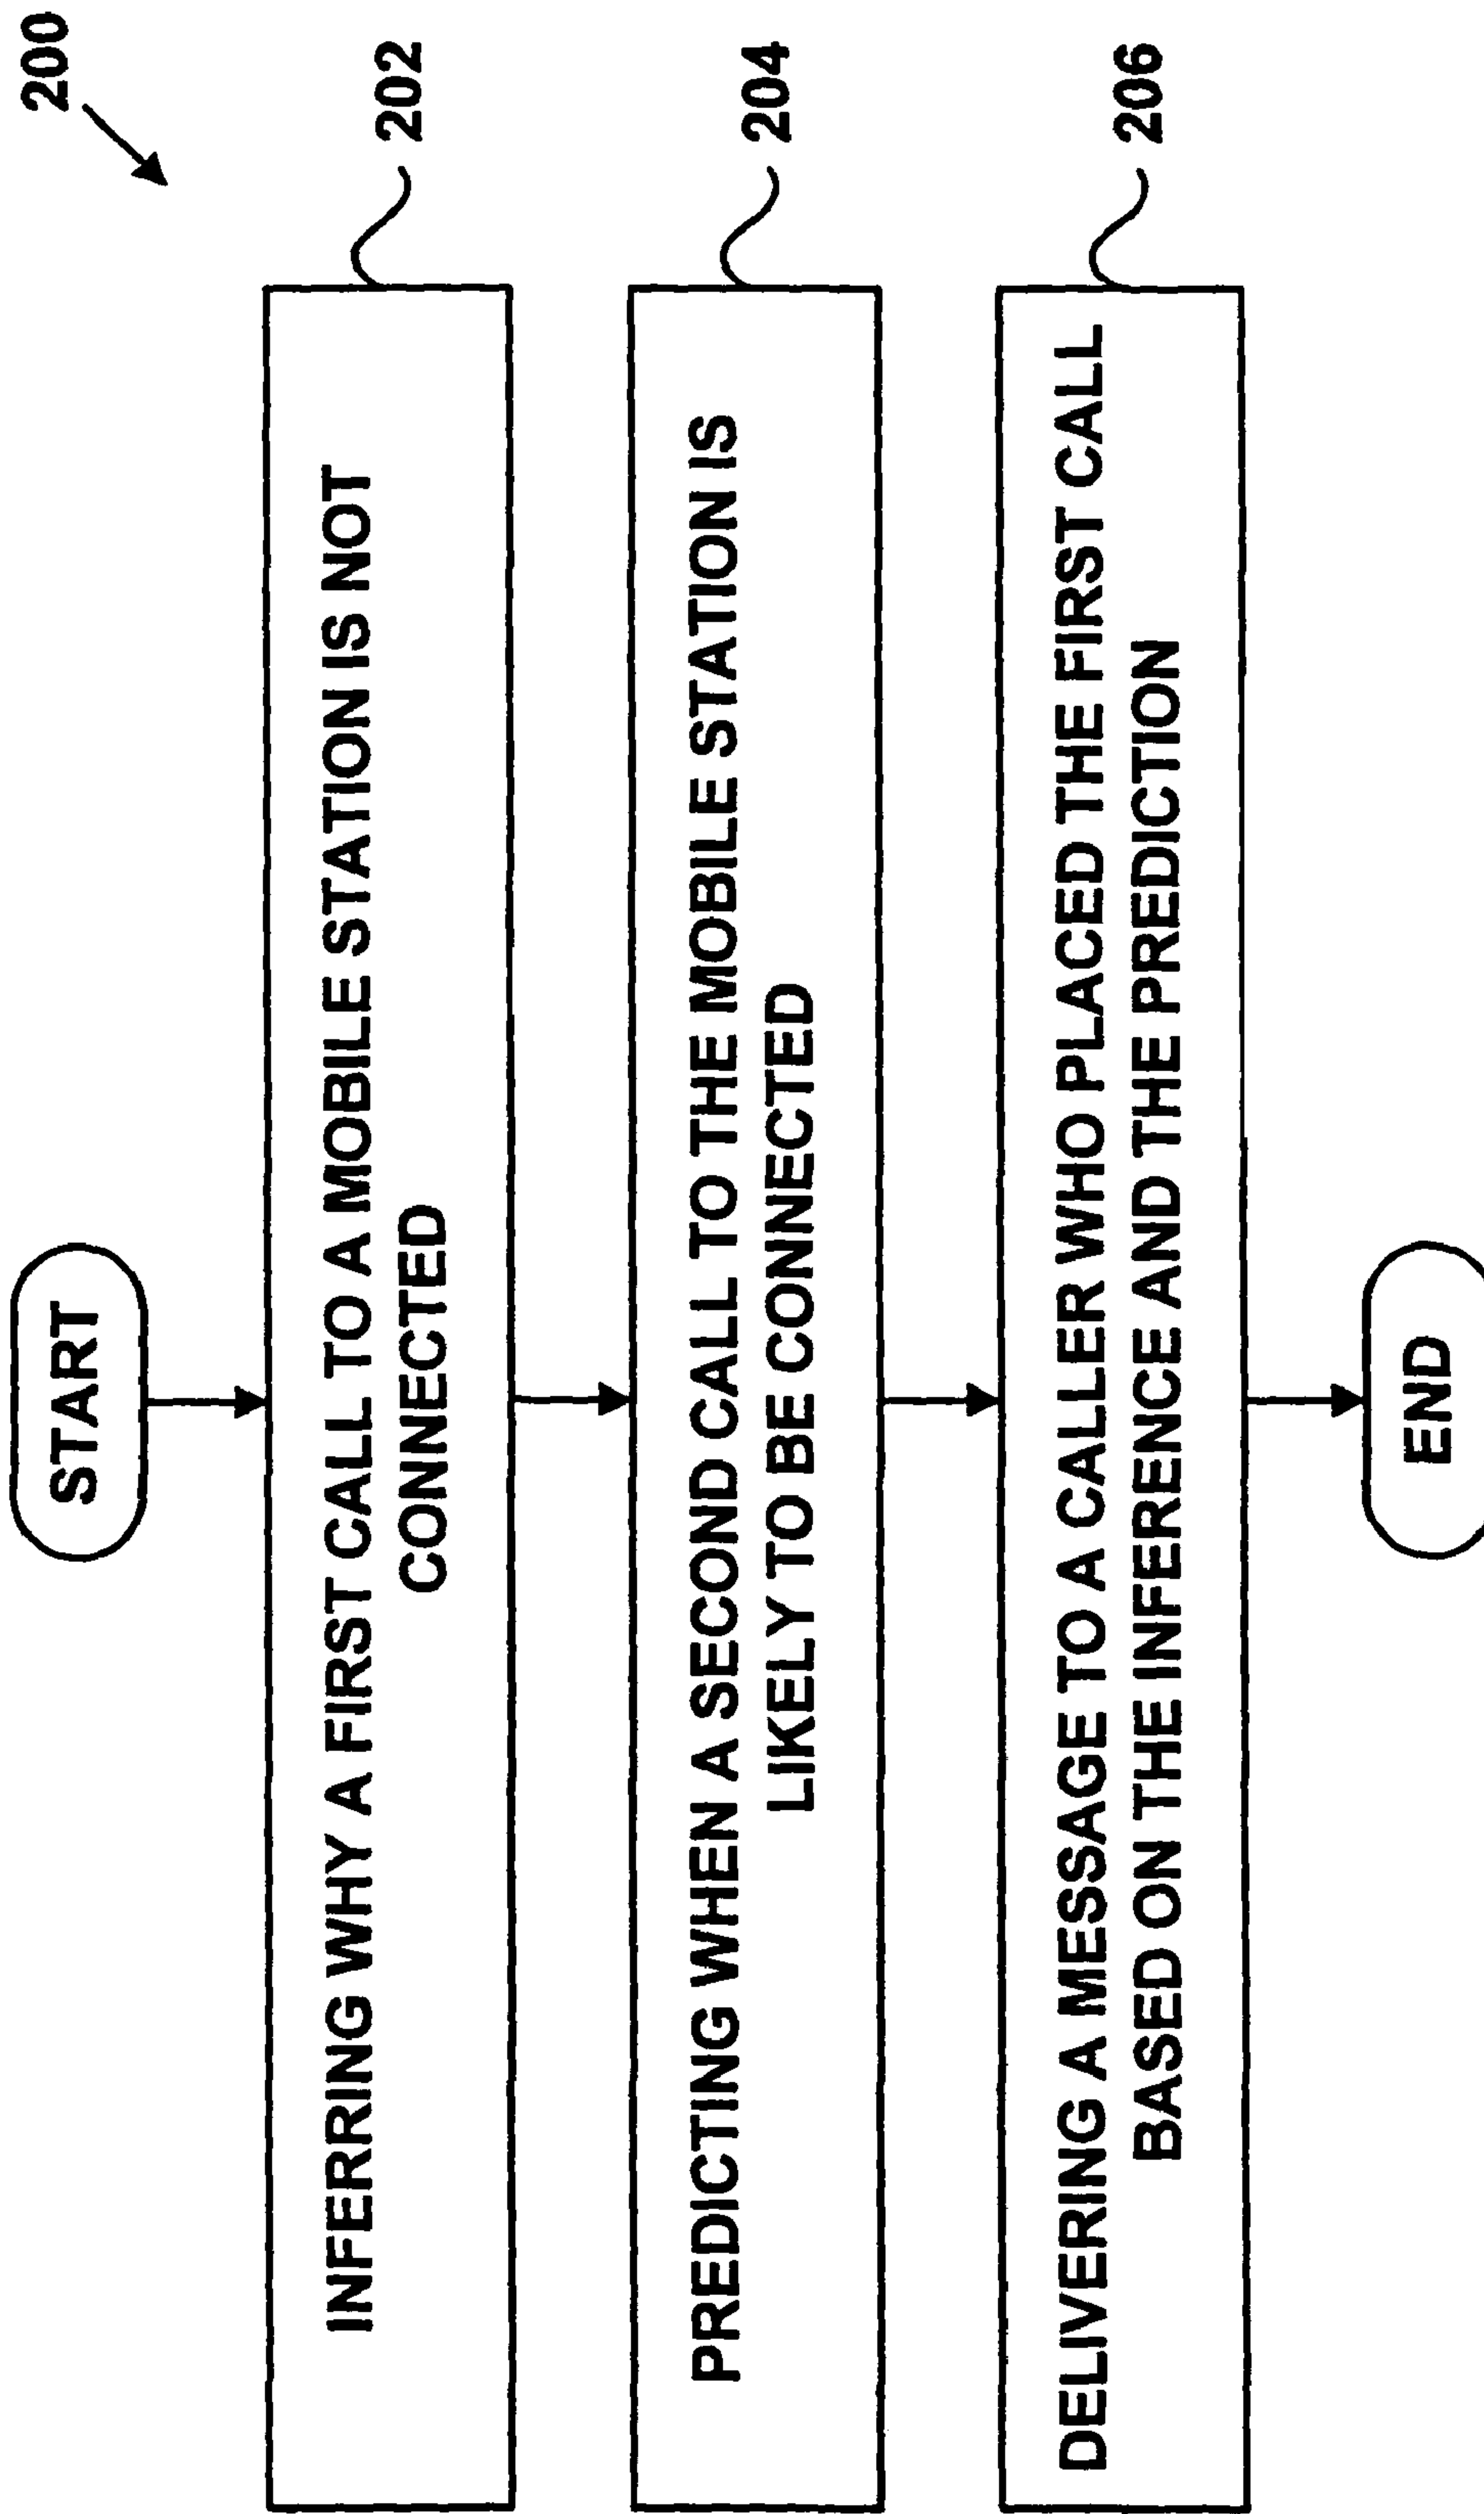 200
START
INFERRING WHY A FIRST CALL TO A MOBILE STATION IS NOT
CONNECTED
202
PREDICTING WHEN A SECOND CALL TO THE MOBILE STATION IS
LIKELY TO BE CONNECTED
204
DELIVERING A MESSAGE TO A CALLER WHO PLACED THE FIRST CALL
BASED ON THE INFERENCE AND THE PREDICTION
206
END